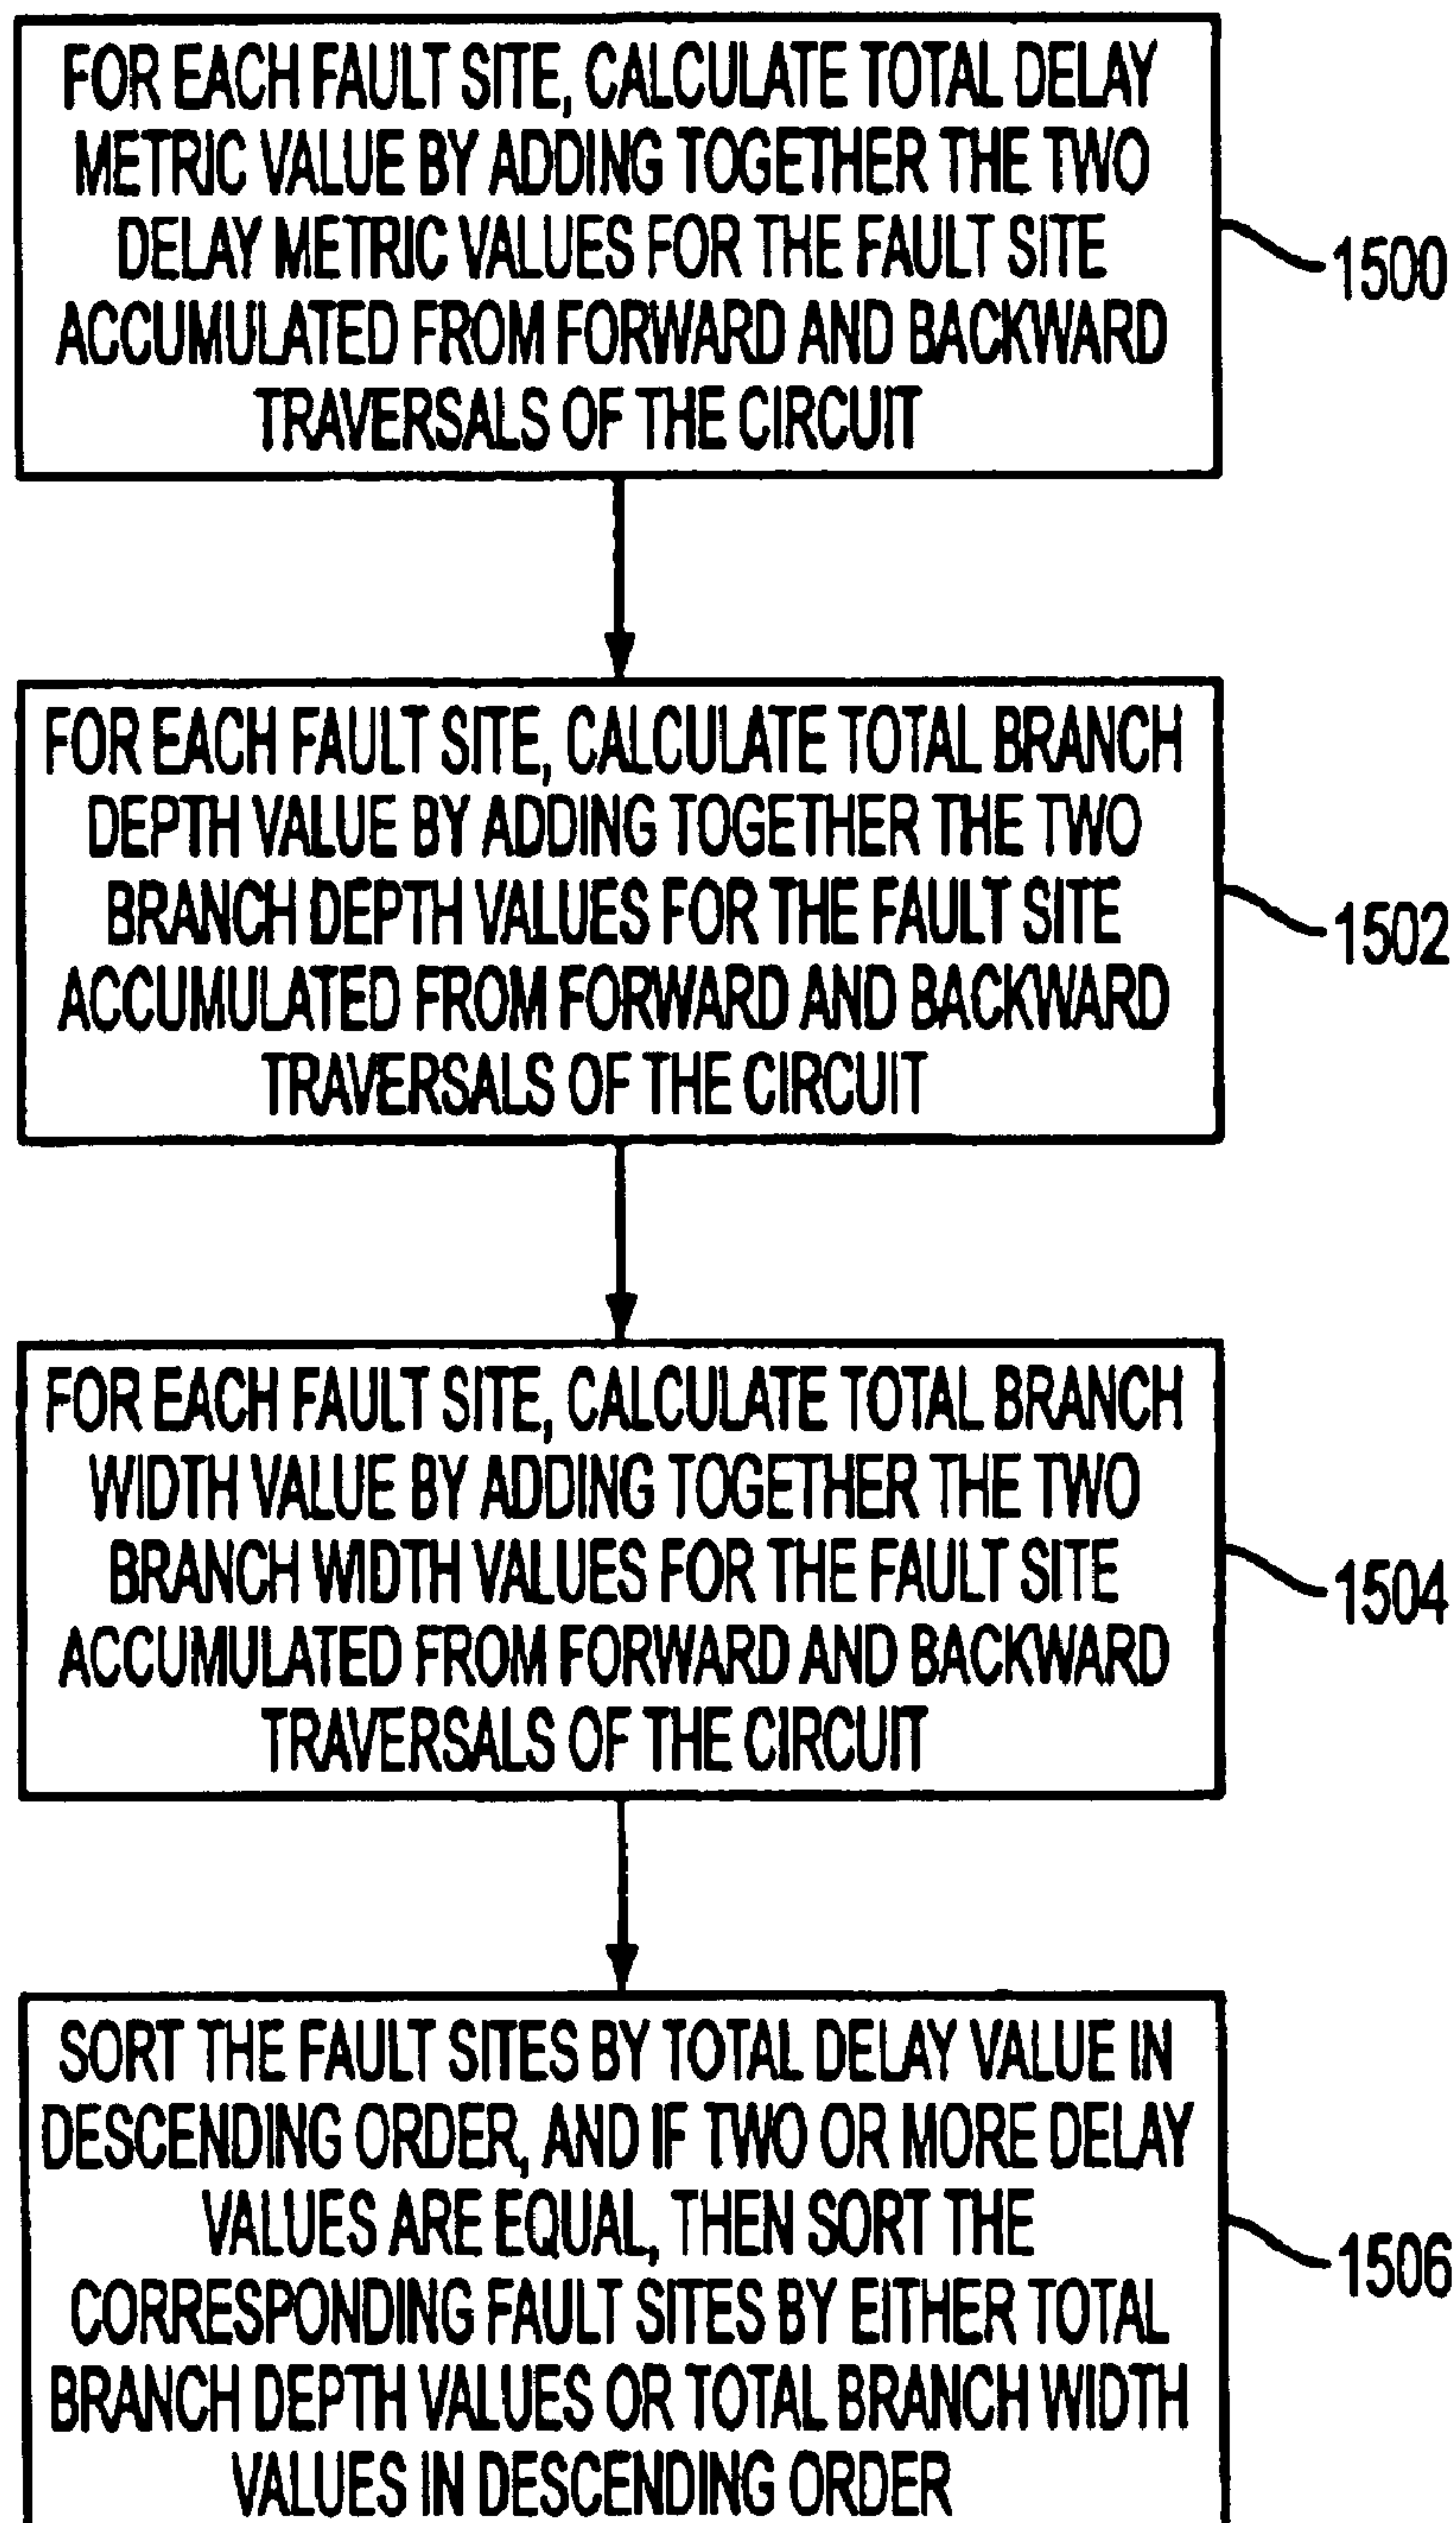 FOR EACH FAULT SITE, CALCULATE TOTAL DELAY
METRIC VALUE BY ADDING TOGETHER THE TWO
DELAY METRIC VALUES FOR THE FAULT SITE
ACCUMULATED FROM FORWARD AND BACKWARD
TRAVERSALS OF THE CIRCUIT
1500
FOR EACH FAULT SITE, CALCULATE TOTAL BRANCH
DEPTH VALUE BY ADDING TOGETHER THE TWO
BRANCH DEPTH VALUES FOR THE FAULT SITE
ACCUMULATED FROM FORWARD AND BACKWARD
TRAVERSALS OF THE CIRCUIT
1502
FOR EACH FAULT SITE, CALCULATE TOTAL BRANCH
WIDTH VALUE BY ADDING TOGETHER THE TWO
BRANCH WIDTH VALUES FOR THE FAULT SITE
ACCUMULATED FROM FORWARD AND BACKWARD
TRAVERSALS OF THE CIRCUIT
1504
SORT THE FAULT SITES BY TOTAL DELAY VALUE IN
DESCENDING ORDER, AND IF TWO OR MORE DELAY
VALUES ARE EQUAL, THEN SORT THE
CORRESPONDING FAULT SITES BY EITHER TOTAL
BRANCH DEPTH VALUES OR TOTAL BRANCH WIDTH
VALUES IN DESCENDING ORDER
1506